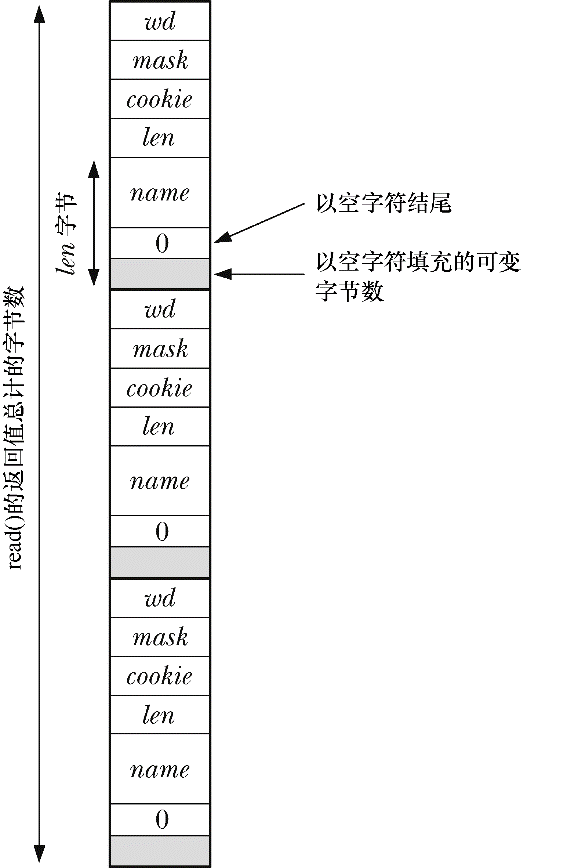 wd
mask
cookie
len
name
0
len 字节
以空字符结尾
以空字符填充的可变
字节数
read()的返回值总计的字节数
wd
mask
cookie
len
name
0
wd
mask
cookie
len
name
0